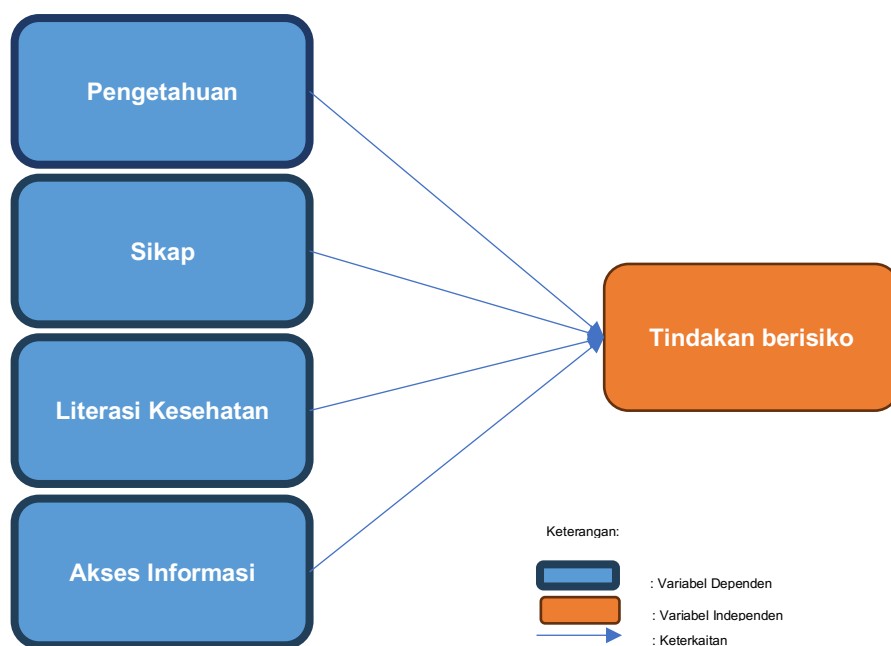 Pengetahuan
Sikap
Literasi Kesehatan
Akses Informasi
Tindakan berisiko
Keterangan:
: Variabel Dependen
: Variabel Independen
: Keterkaitan